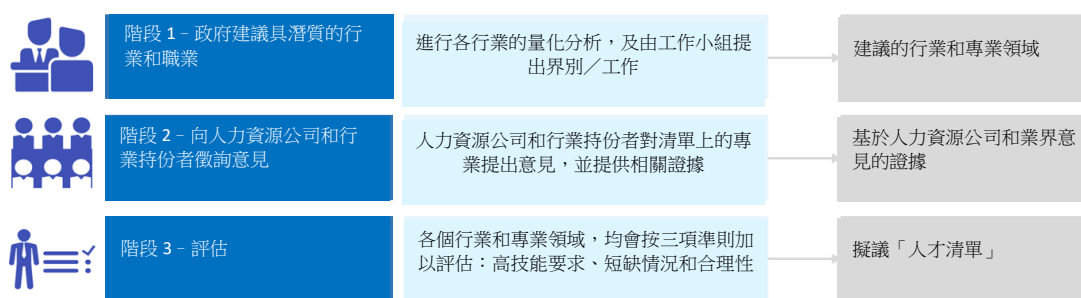 階段 1 – 政府建議具潛質的行
業和職業
進行各行業的量化分析，及由工作小組提
出界別／工作
建議的行業和專業領域
階段 2 – 向人力資源公司和行
業持份者徵詢意見
人力資源公司和行業持份者對清單上的專
業提出意見，並提供相關證據
基於人力資源公司和業界意
見的證據
階段 3 – 評估
各個行業和專業領域，均會按三項準則加
以評估：高技能要求、短缺情況和合理性
擬議「人才清單」